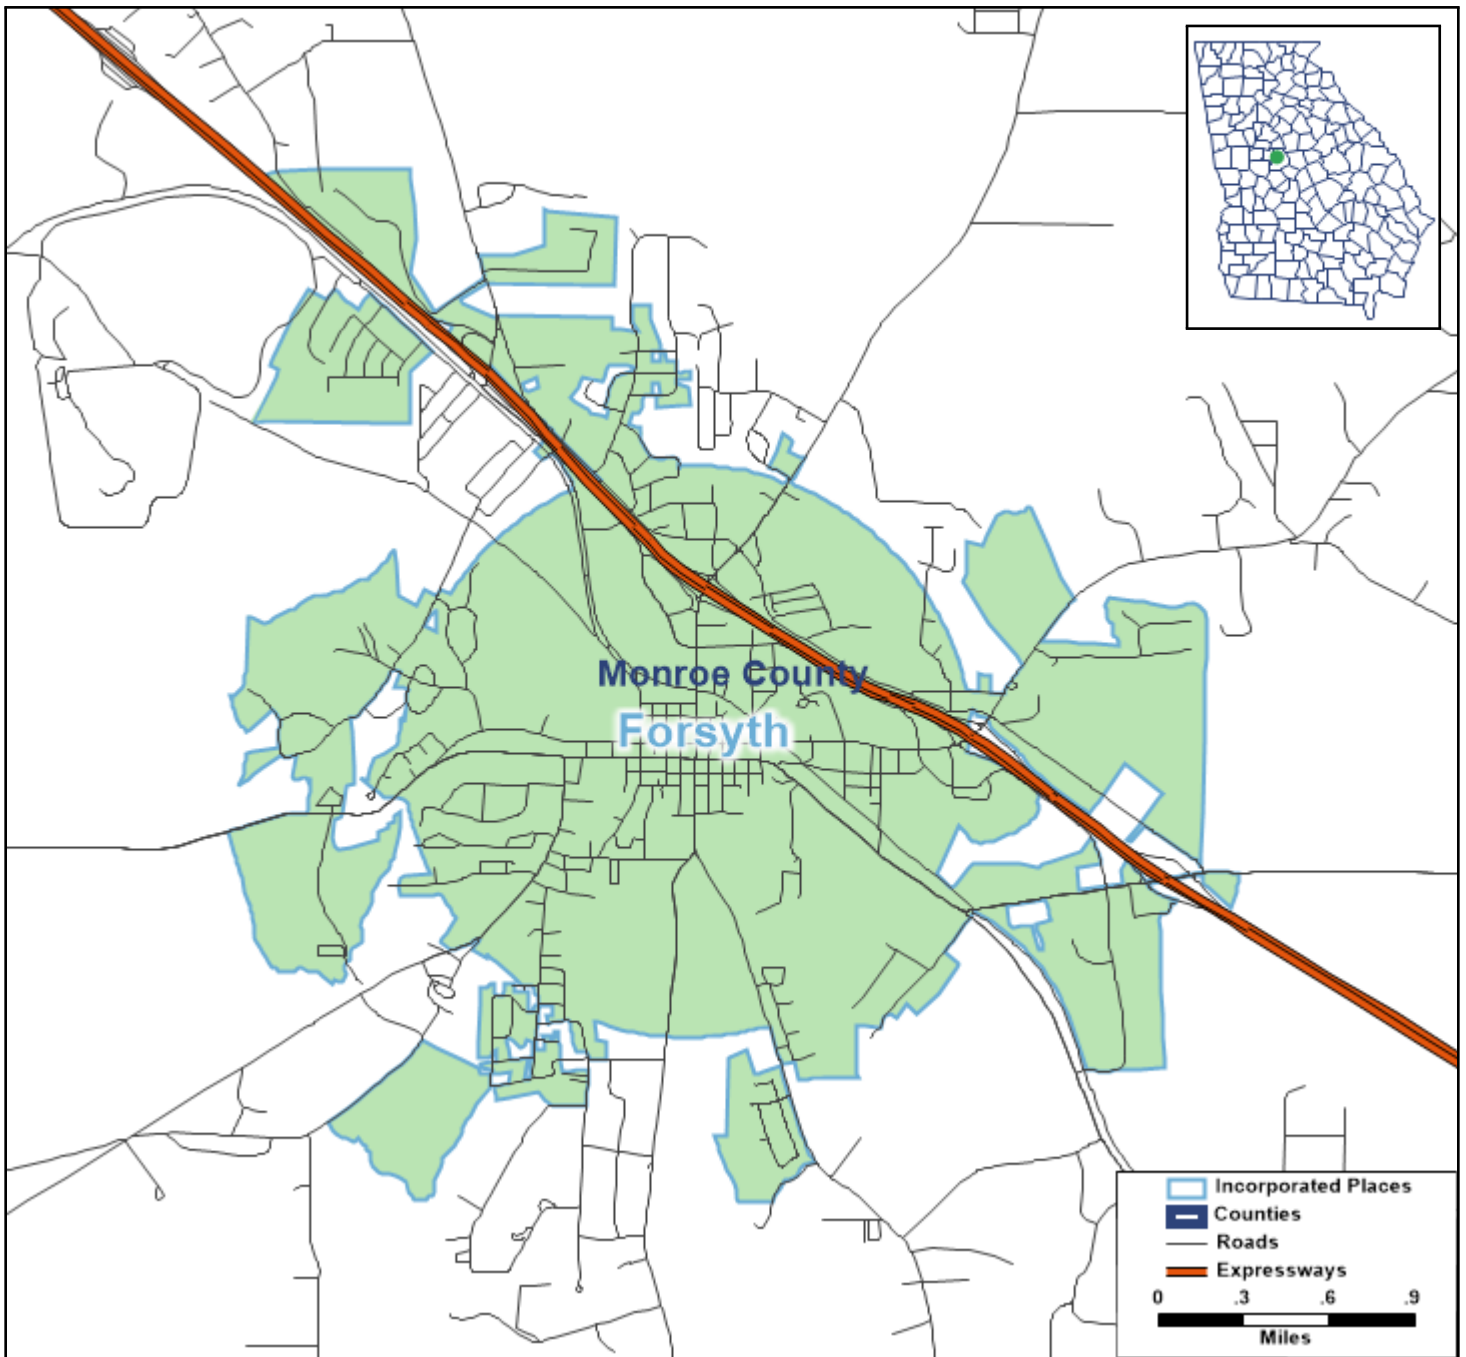 Monroe County
Forsyth
Incorporated Places
Counties
Roads
Expressways
0 .3 .6 .9
Miles